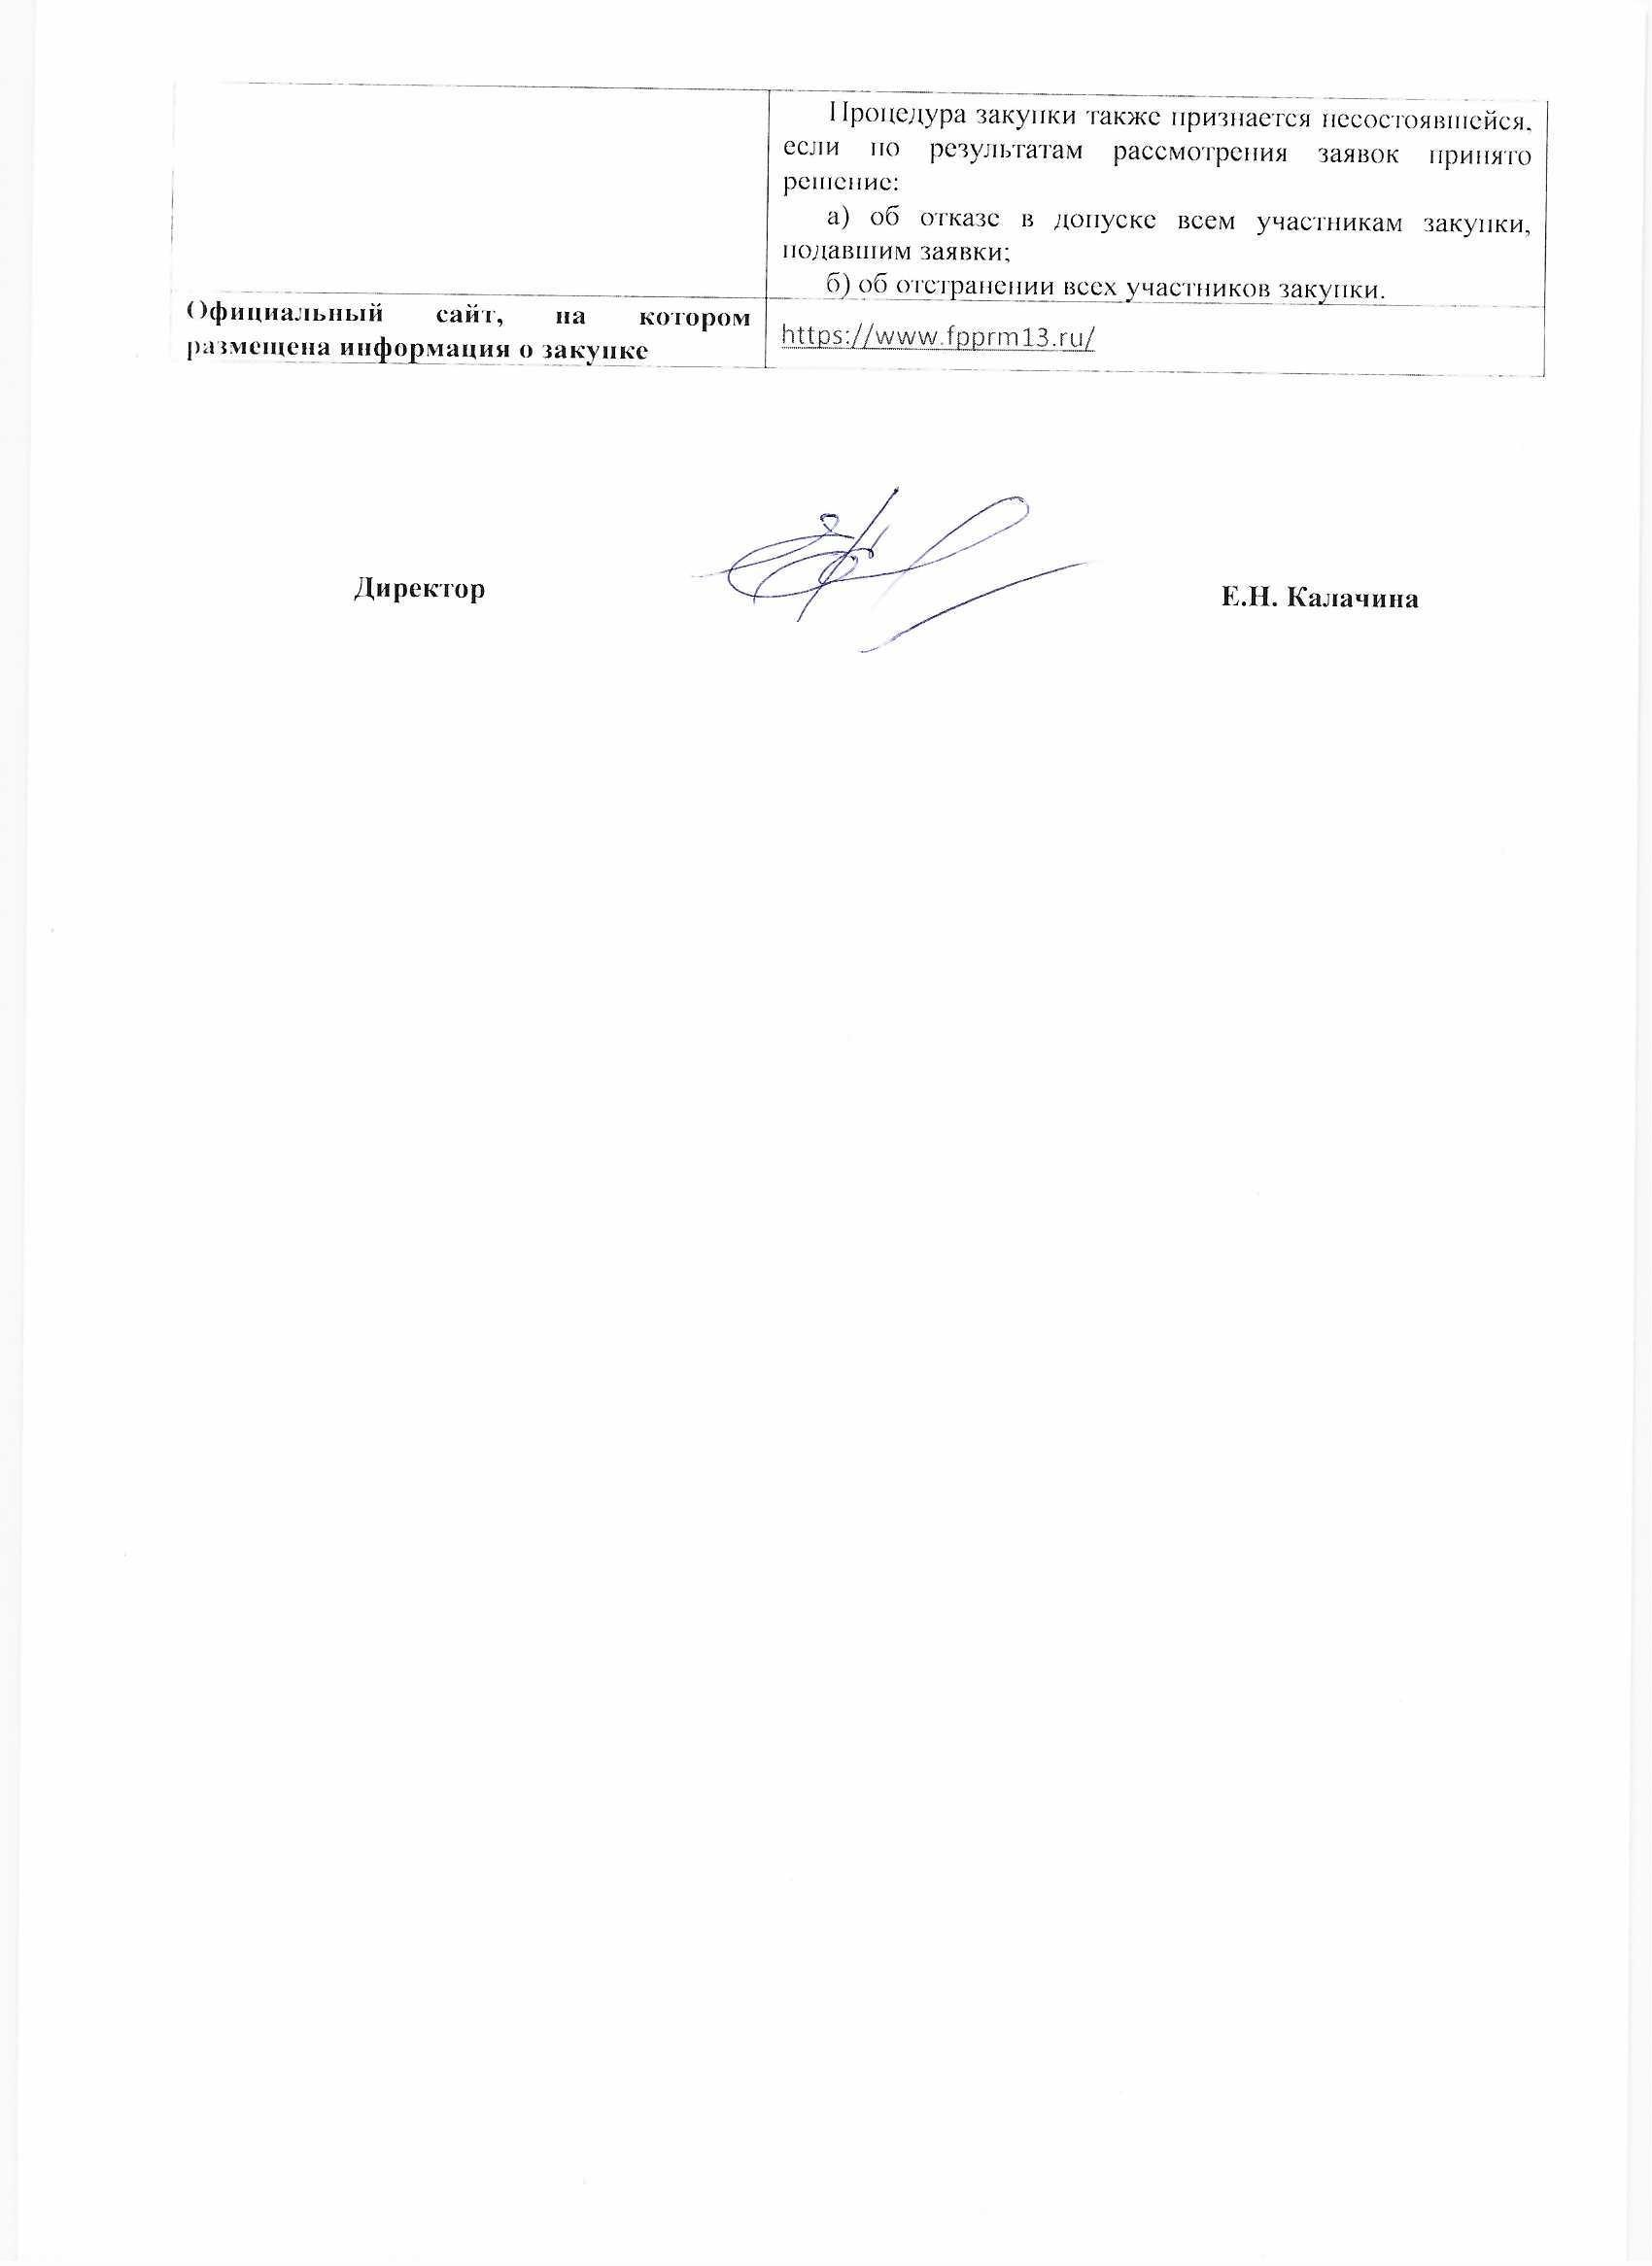 Процедура закупки также признается несостоявшейся,
если по результатам рассмотрения заявок принято
решение:
а) об отказе в допуске всем участникам закупки,
подавшим заявки;
б) об отстранении всех участников закупки.
Официальный сайт, на котором
размещена информация о закупке
https://www.fpprm13.ru/
Директор
Е.Н. Калачина